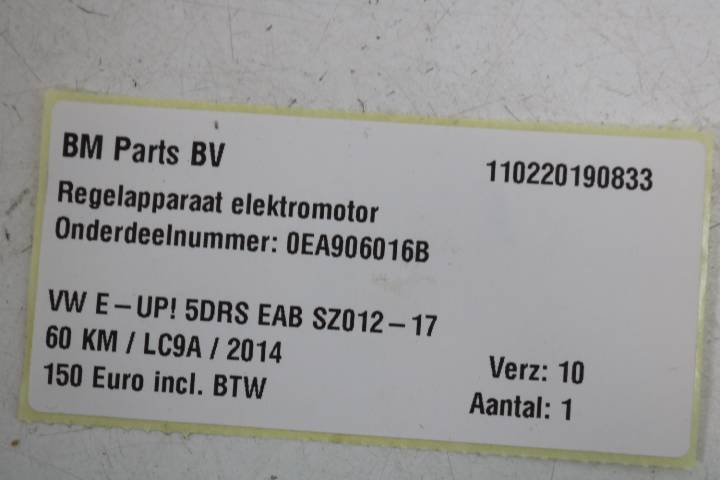 BM Parts BV
110220190833
Regelapparaat elektromotor
Onderdeelnummer: 0EA906016B
VW E-UP! 5DRS EAB SZ012-17
60 KM / LC9A / 2014
Verz: 10
150 Euro incl. BTW
Aantal: 1